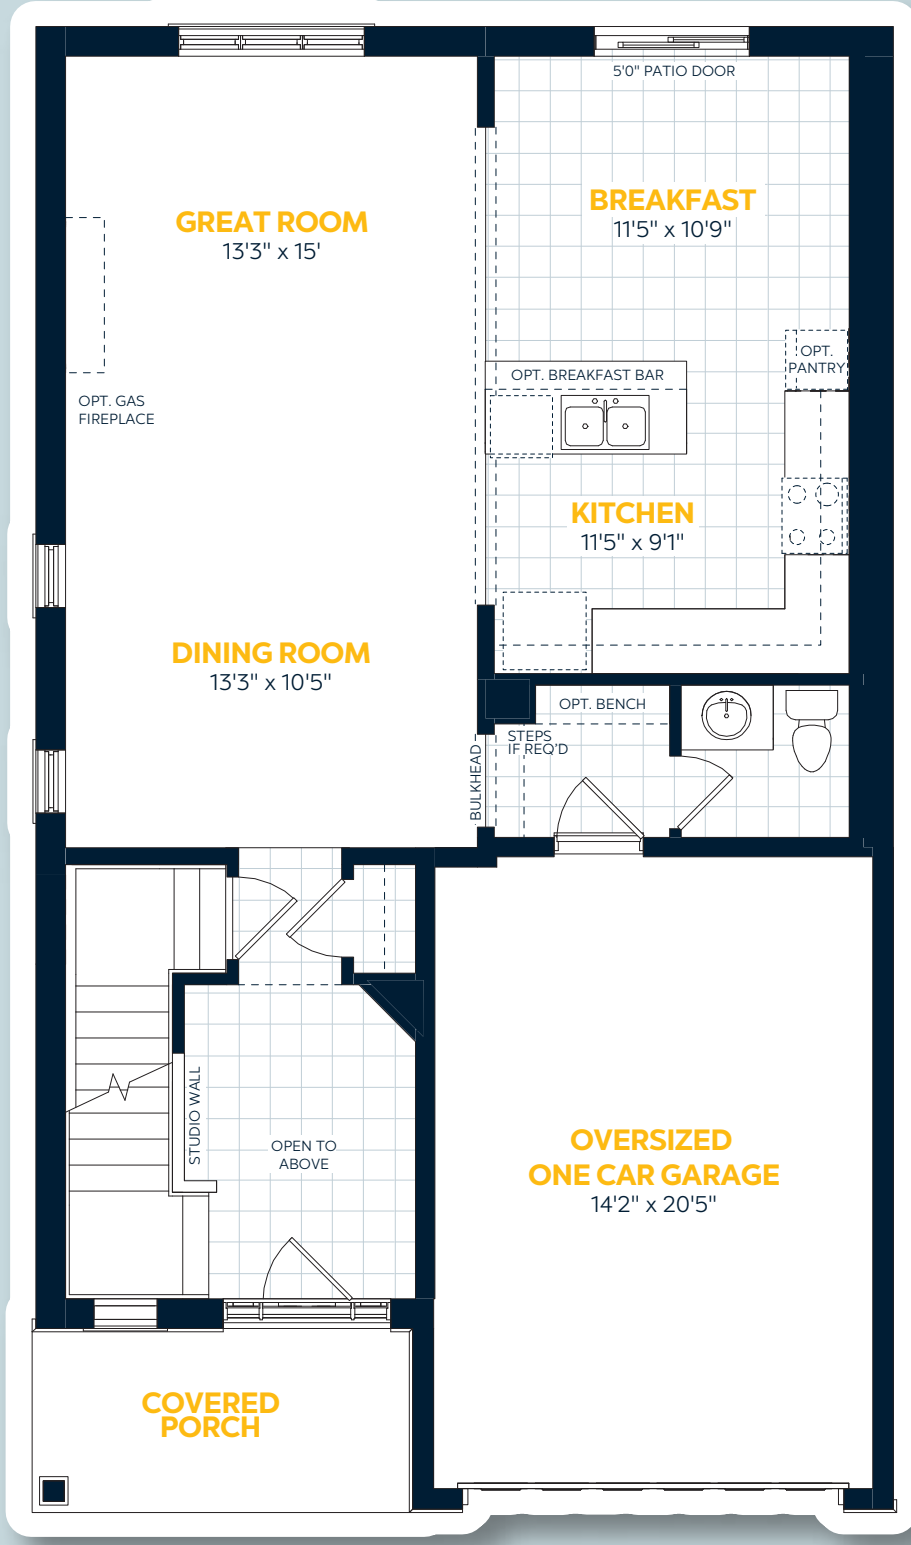 5'0" PATIO DOOR
BREAKFAST
11'5" x 10'9"
GREAT ROOM
13'3" x 15'
OPT.
PANTRY
OPT. BREAKFAST BAR
OPT. GAS
FIREPLACE
KITCHEN
11'5" x 9'1"
DINING ROOM
13'3" x 10'5"
OPT. BENCH
STEPS
IF REQ'D
BULKHEAD
STUDIO WALL
OPEN TO
ABOVE
OVERSIZED
ONE CAR GARAGE
14'2" x 20'5"
COVERED
PORCH